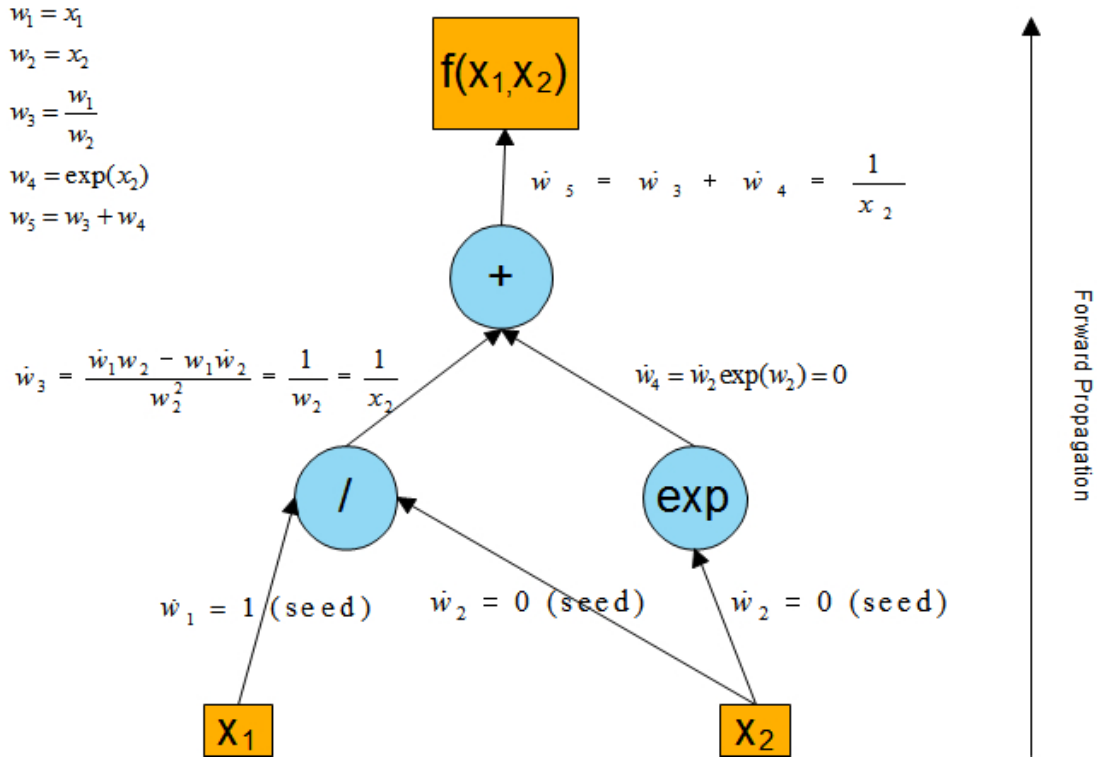 w₁ = x₁
w₂ = x₂
w₃ = w₁/w₂
w₄ = exp(x₂)
w₅ = w₃ + w₄
f(x₁,x₂)
ẇ₅ = ẇ₃ + ẇ₄ = 1/x₂
+
ẇ₃ = (ẇ₁w₂ − w₁ẇ₂)/w₂² = 1/w₂ = 1/x₂
ẇ₄ = ẇ₂ exp(w₂) = 0
/
exp
ẇ₁ = 1 (seed)
ẇ₂ = 0 (seed)
ẇ₂ = 0 (seed)
x₁
x₂
Forward Propagation